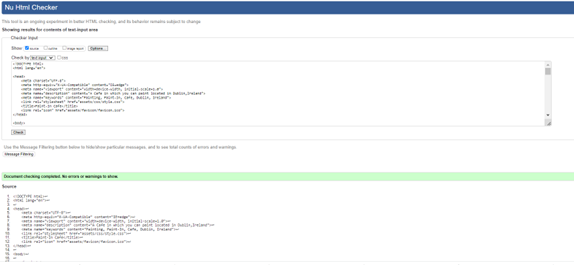 Nu Html Checker
This tool is an ongoing experiment in better HTML checking, and its behavior remains subject to change
Showing results for contents of text-input area
Checker Input
Show: source outline image report Options...
Check by text input css
<!DOCTYPE html>
<html lang="en">
<head>
<meta charset="UTF-8">
<meta http-equiv="X-UA-Compatible" content="IE=edge">
<meta name="viewport" content="width=device-width, initial-scale=1.0">
<meta name="description" content="A Cafe in which you can paint located in Dublin,Ireland">
<meta name="keywords" content="Painting, Paint-In, Cafe, Dublin, Ireland">
<link rel="stylesheet" href="assets/css/style.css">
<title>Paint-In Cafe</title>
<link rel="icon" href="assets/favicon/favicon.ico">
</head>
<body>
Check
Use the Message Filtering button below to hide/show particular messages, and to see total counts of errors and warnings.
Message Filtering
Document checking completed. No errors or warnings to show.
Source
1. <!DOCTYPE html>↩
2. <html lang="en">↩
3. ↩
4. <head>↩
5. <meta charset="UTF-8">↩
6. <meta http-equiv="X-UA-Compatible" content="IE=edge">↩
7. <meta name="viewport" content="width=device-width, initial-scale=1.0">↩
8. <meta name="description" content="A Cafe in which you can paint located in Dublin,Ireland">↩
9. <meta name="keywords" content="Painting, Paint-In, Cafe, Dublin, Ireland">↩
10. <link rel="stylesheet" href="assets/css/style.css">↩
11. <title>Paint-In Cafe</title>↩
12. <link rel="icon" href="assets/favicon/favicon.ico">↩
13. </head>↩
14. ↩
15. <body>↩
16. ↩